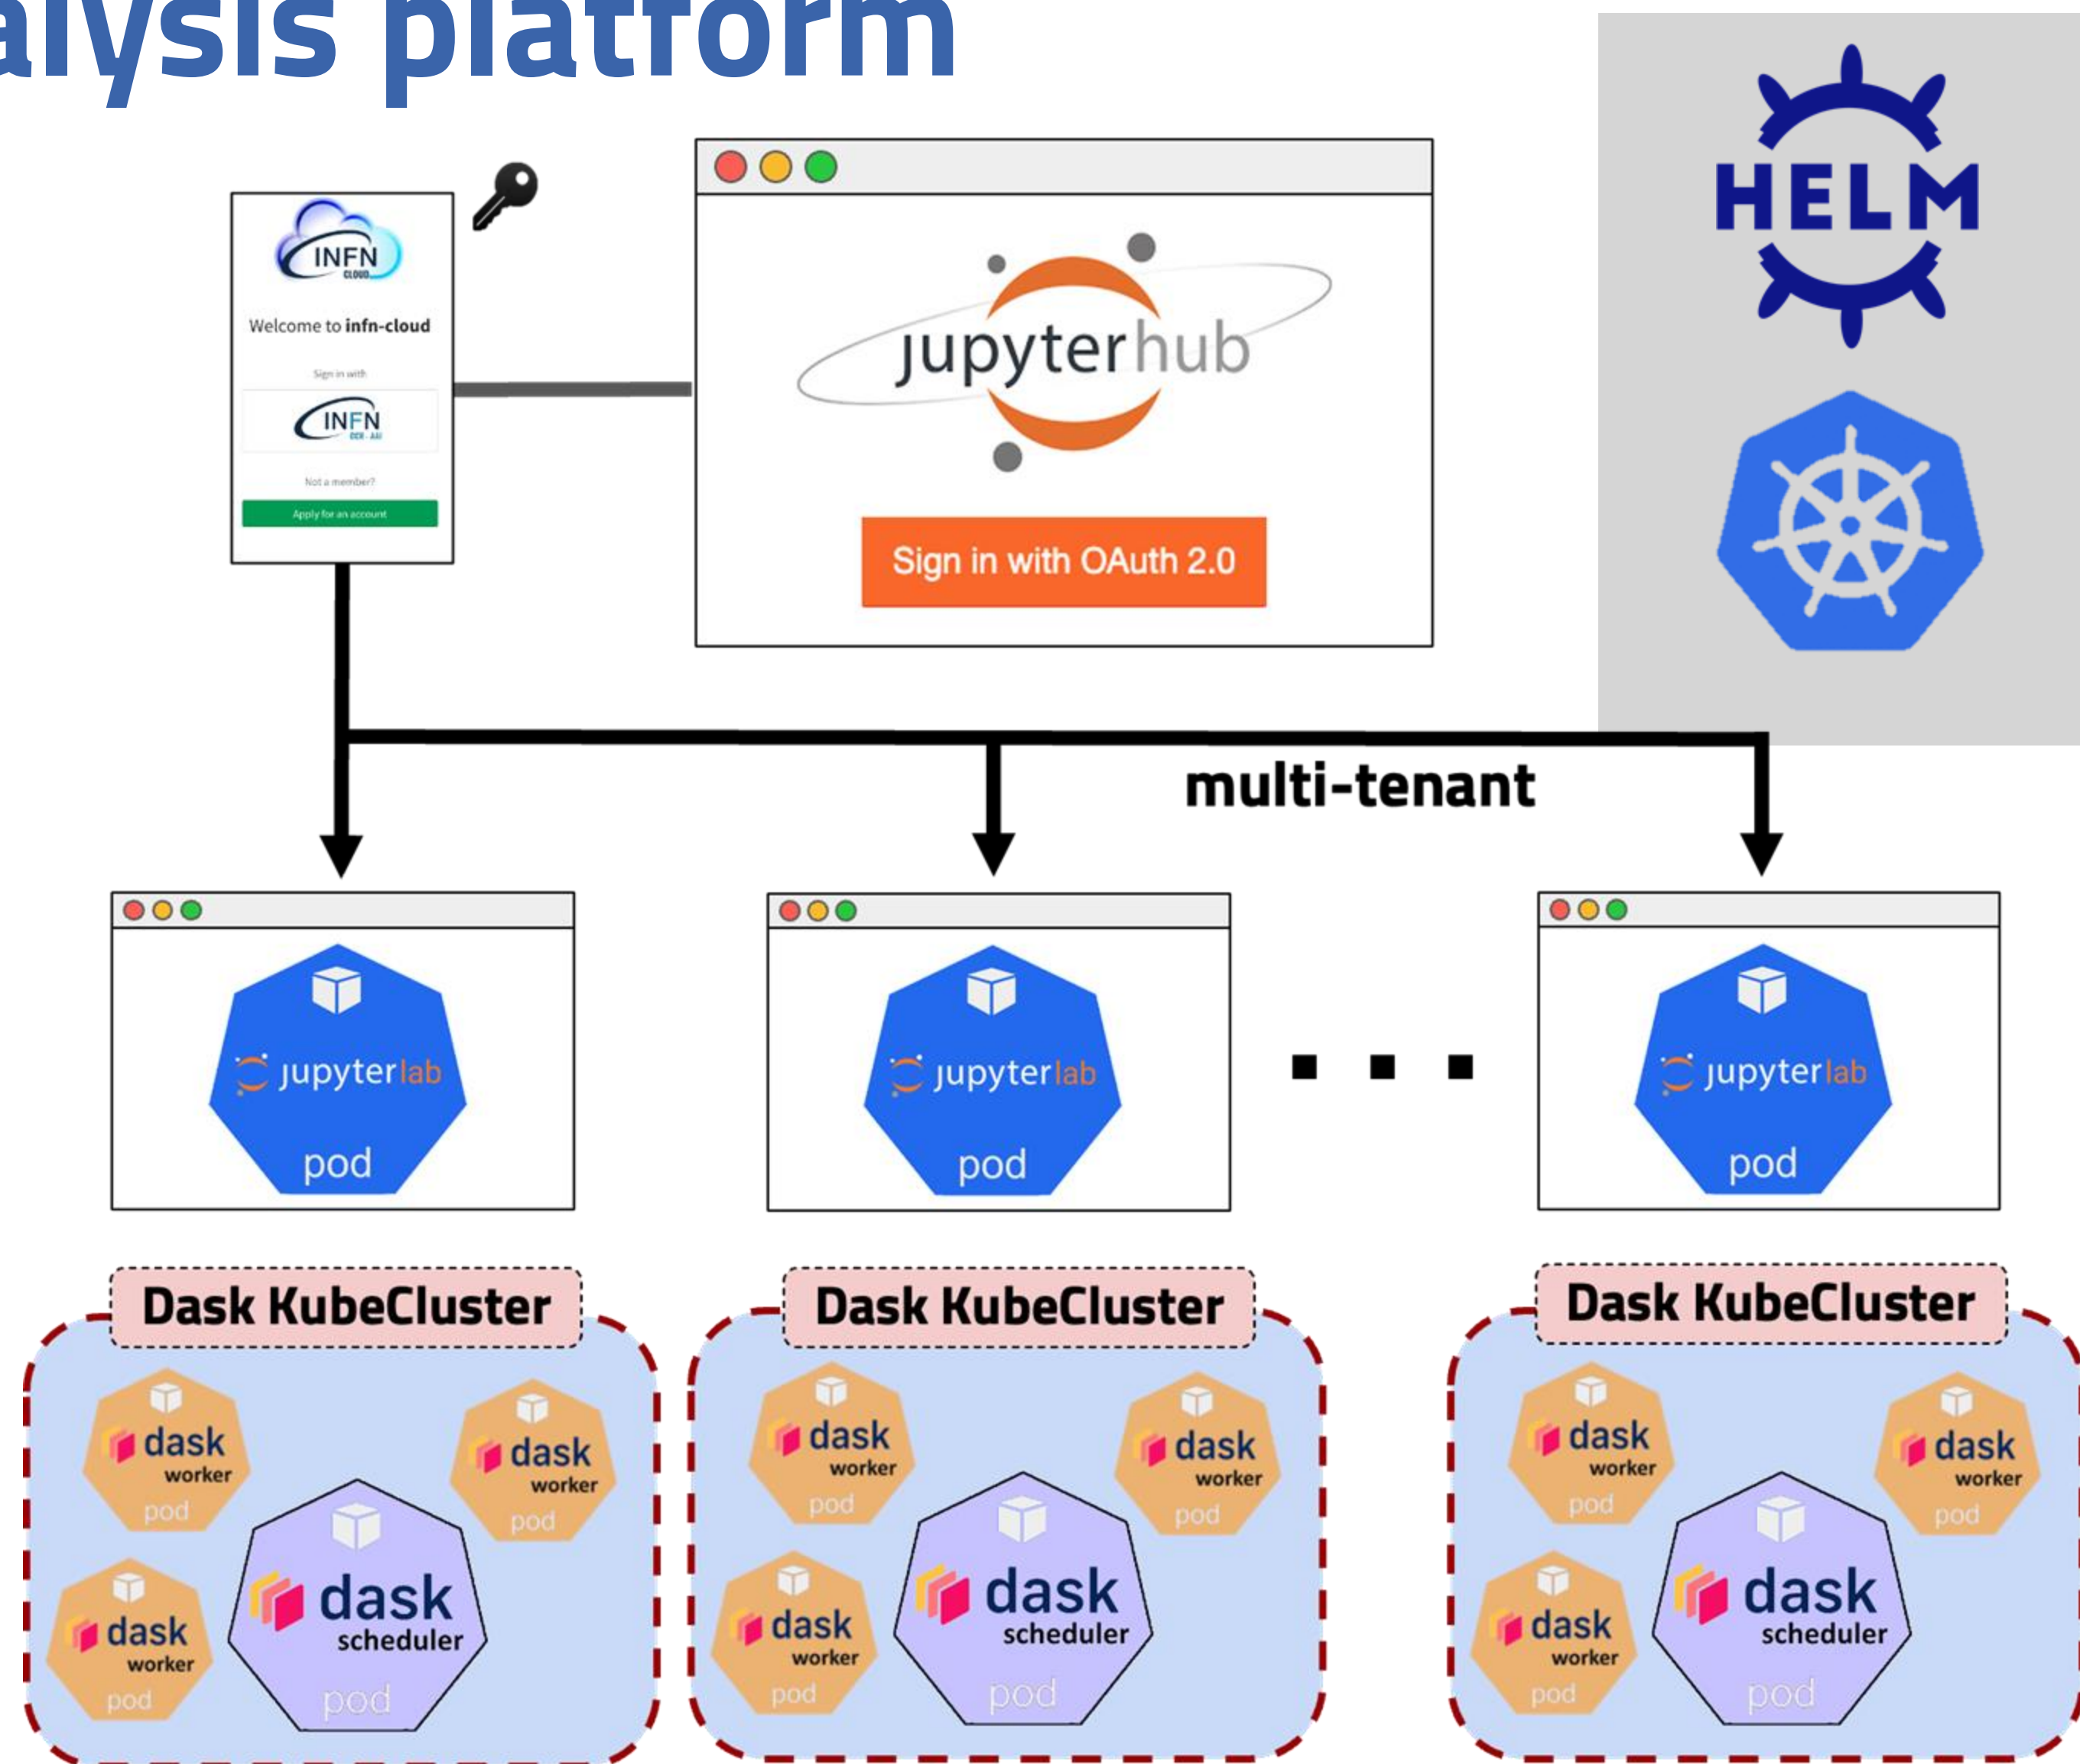 alysis platform
INFN
CLOUD
Welcome to infn-cloud
Sign in with
INFN
Not a member?
Apply for an account
jupyterhub
Sign in with OAuth 2.0
HELM
multi-tenant
jupyterlab
pod
jupyterlab
pod
jupyterlab
pod
Dask KubeCluster
dask
worker
pod
dask
worker
pod
dask
worker
pod
dask
scheduler
pod
Dask KubeCluster
dask
worker
pod
dask
worker
pod
dask
worker
pod
dask
scheduler
pod
Dask KubeCluster
dask
worker
pod
dask
worker
pod
dask
worker
pod
dask
scheduler
pod